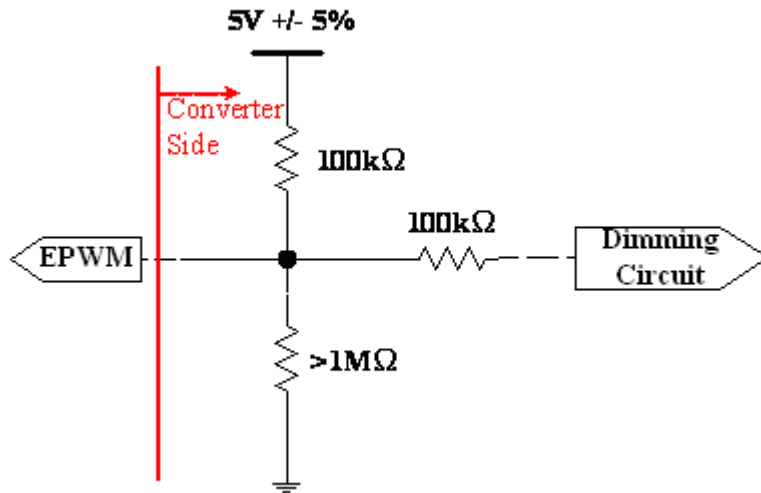 5V +/- 5%
Converter
Side
100kΩ
100kΩ
EPWM
Dimming
Circuit
>1MΩ